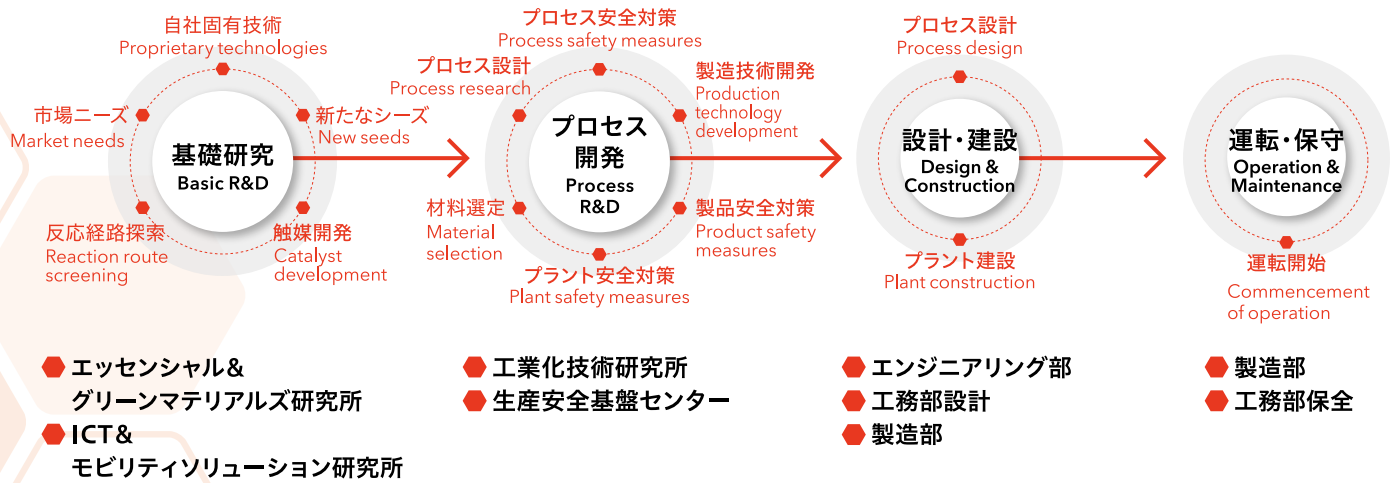 自社固有技術
Proprietary technologies
市場ニーズ
Market needs
新たなシーズ
New seeds
基礎研究
Basic R&D
反応経路探索
Reaction route
screening
触媒開発
Catalyst
development
プロセス安全対策
Process safety measures
プロセス設計
Process research
製造技術開発
Production
technology
development
プロセス
開発
Process
R&D
材料選定
Material
selection
製品安全対策
Product safety
measures
プラント安全対策
Plant safety measures
プロセス設計
Process design
設計・建設
Design &
Construction
プラント建設
Plant construction
運転・保守
Operation &
Maintenance
運転開始
Commencement
of operation
エッセンシャル&
グリーンマテリアルズ研究所
ICT&
モビリティソリューション研究所
工業化技術研究所
生産安全基盤センター
エンジニアリング部
工務部設計
製造部
製造部
工務部保全